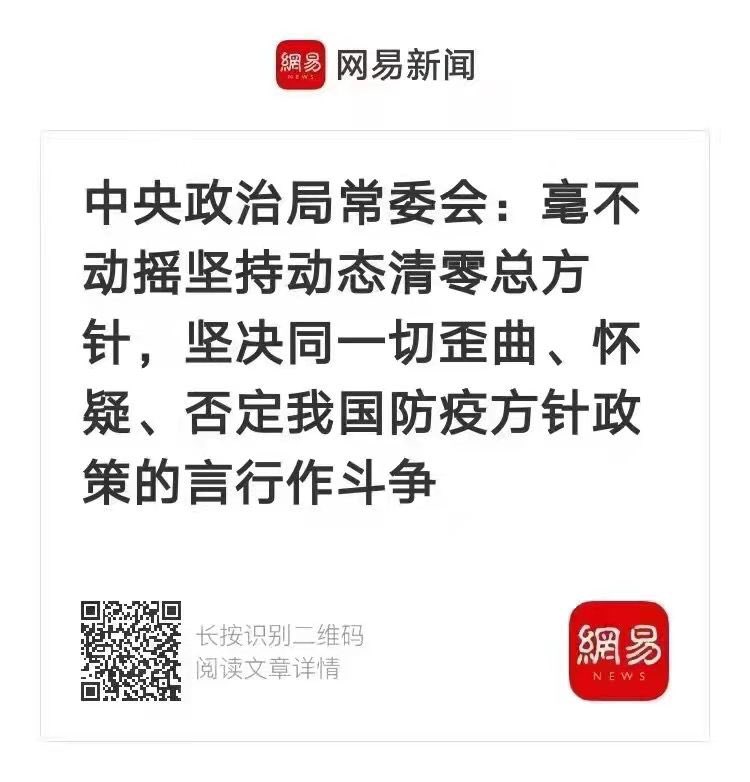 網易
NEWS
网易新闻
中央政治局常委会：毫不
动摇坚持动态清零总方
针，坚决同一切歪曲、怀
疑、否定我国防疫方针政
策的言行作斗争
长按识别二维码
阅读文章详情
網易
NEWS